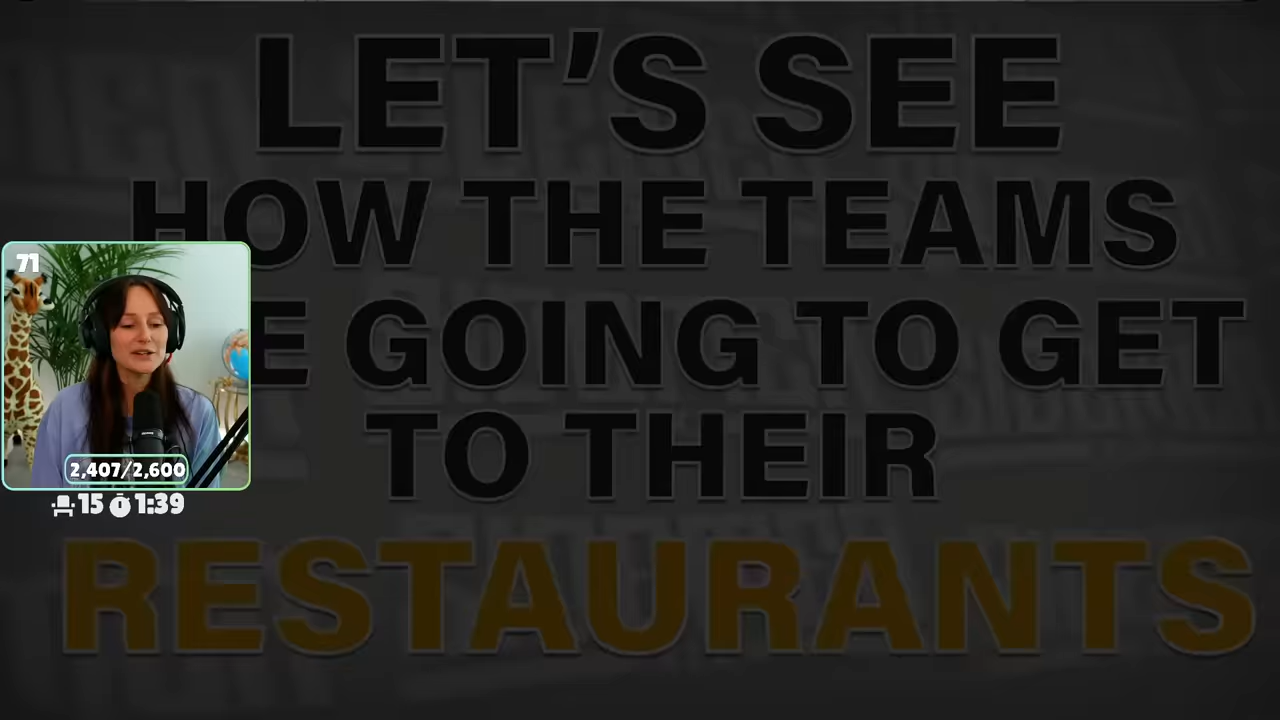 LET'S SEE
HOW THE TEAMS
E GOING TO GET
TO THEIR
RESTAURANTS
71
2,407/2,600
15 1:39